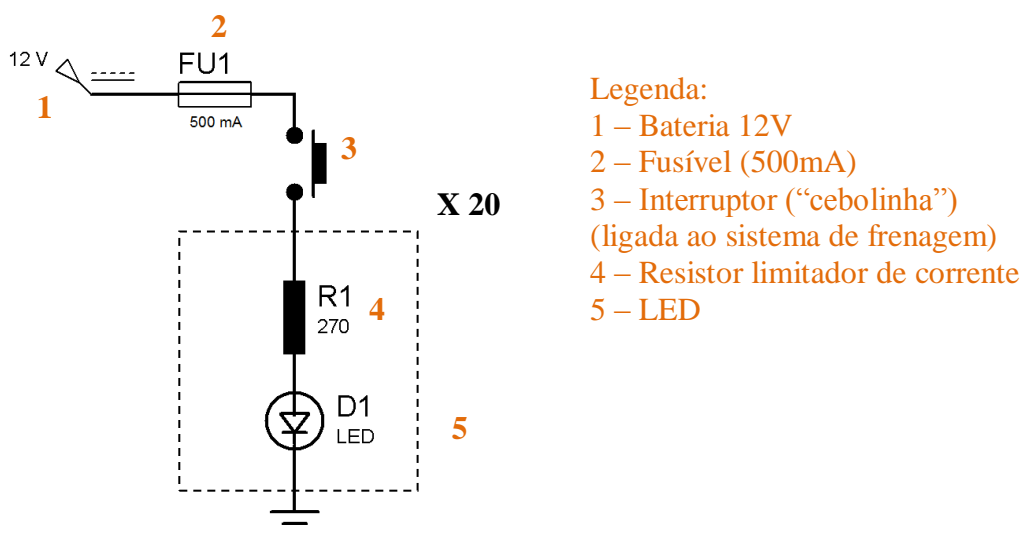 2
12 V
FU1
1
500 mA
3
X 20
R1
270
4
D1
LED
5
Legenda:
1 – Bateria 12V
2 – Fusível (500mA)
3 – Interruptor (“cebolinha”)
(ligada ao sistema de frenagem)
4 – Resistor limitador de corrente
5 – LED